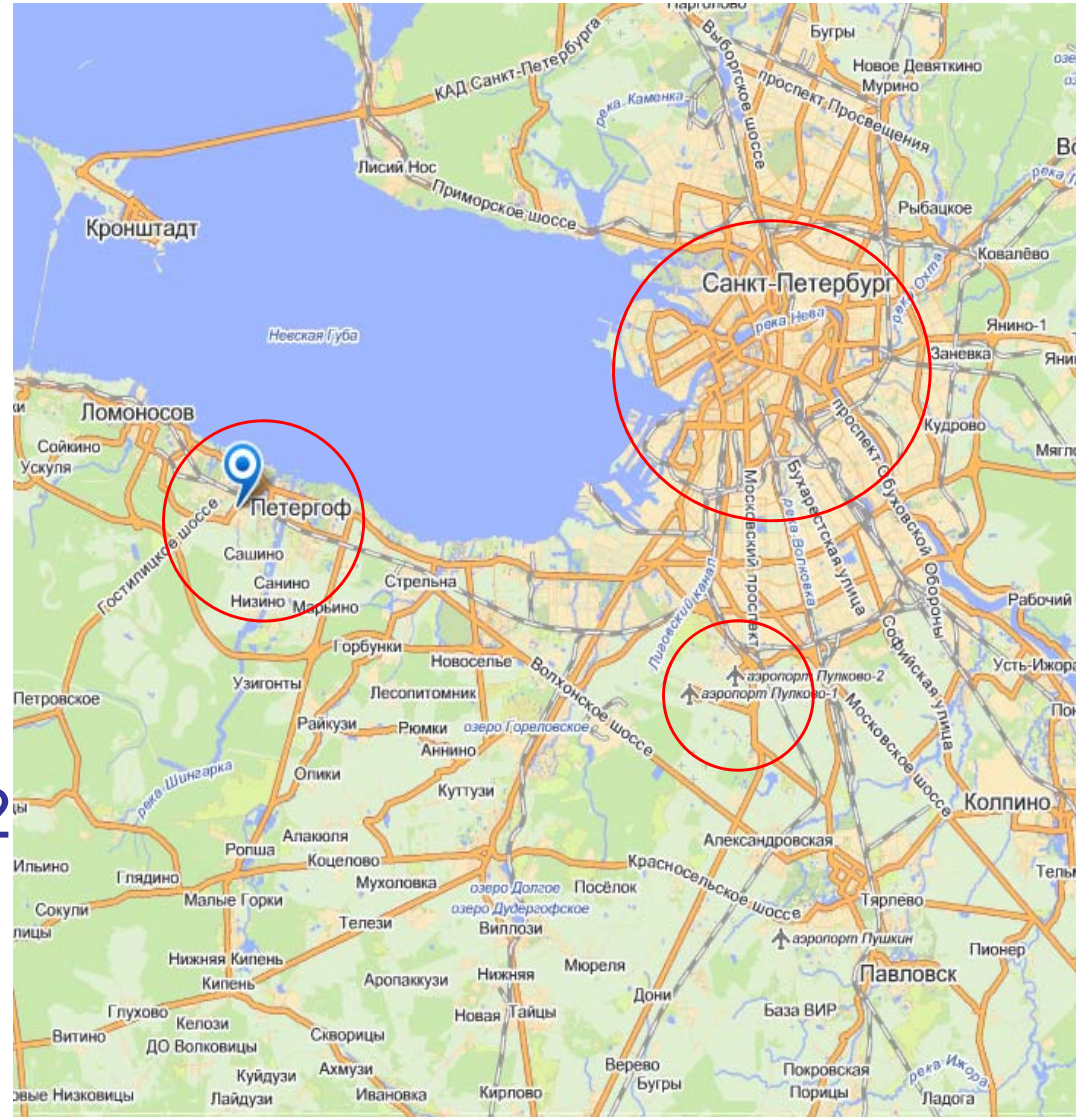 Парголово
Бугры
Новое Девяткино
Мурино
КАД Санкт-Петербурга
Выборгское шоссе
проспект Просвещения
река Каменка
Лисий Нос
Приморское шоссе
Рыбацкое
Кронштадт
Ковалёво
Санкт-Петербург
река Охта
река Нева
Невская Губа
Янино-1
Заневка
Ломоносов
Кудрово
Сойкино
Ускуля
проспект Обуховской Обороны
Петергоф
Московский проспект
Бухарестская улица
река Волковка
Гостилицкое шоссе
Сашино
Санино
Стрельна
Низино
Марьино
Лиговский канал
Рабочий
Софийская улица
Горбунки
Новоселье
Волхонское шоссе
Узигонты
Лесопитомник
аэропорт Пулково-2
аэропорт Пулково-1
Петровское
Райкузи
Рюмки
озеро Гореловское
Аннино
Московское шоссе
Олики
река Шингарка
Куттузи
2
Колпино
Алакюля
Александровская
Ропша
Коцелово
Ильино
Глядино
Мухоловка
озеро Долгое
Посёлок
Красносельское шоссе
Малые Горки
Сокули
озеро Дудергофское
Тярлево
Телези
Виллози
аэропорт Пушкин
Пионер
Нижняя Кипень
Кипень
Аропаккузи
Нижняя
Мюреля
Павловск
Дони
Глухово
Келози
Новая
Тайцы
База ВИР
Витино
Скворицы
ДО Волковицы
Верево
Куйдузи
Ахмузи
Бугры
Покровская
река Ижора
Лайдузи
Ивановка
Кирлово
Порицы
Ладога